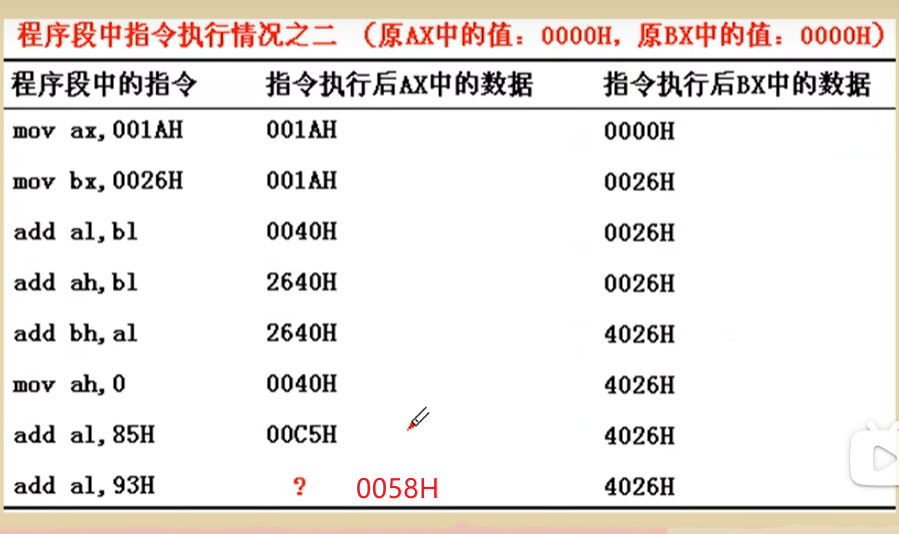 程序段中指令执行情况之二 （原AX中的值：0000H，原BX中的值：0000H）
程序段中的指令 指令执行后AX中的数据 指令执行后BX中的数据
mov ax,001AH 001AH 0000H
mov bx,0026H 001AH 0026H
add al,bl 0040H 0026H
add ah,bl 2640H 0026H
add bh,al 2640H 4026H
mov ah,0 0040H 4026H
add al,85H 00C5H 4026H
add al,93H ? 0058H 4026H